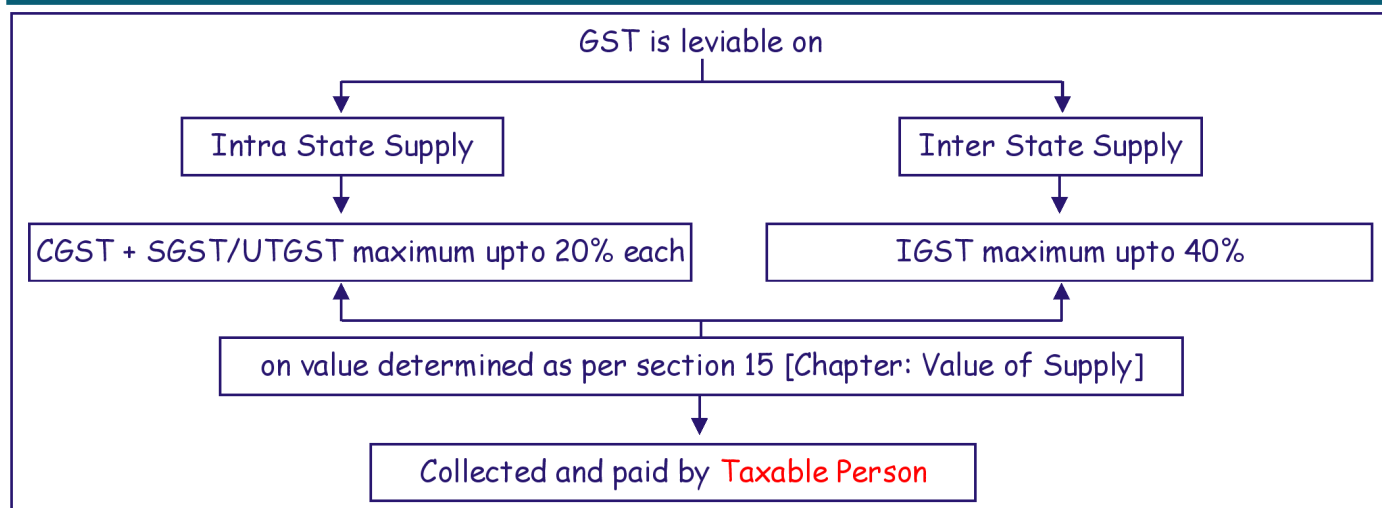 GST is leviable on
Intra State Supply
Inter State Supply
CGST + SGST/UTGST maximum upto 20% each
IGST maximum upto 40%
on value determined as per section 15 [Chapter: Value of Supply]
Collected and paid by Taxable Person